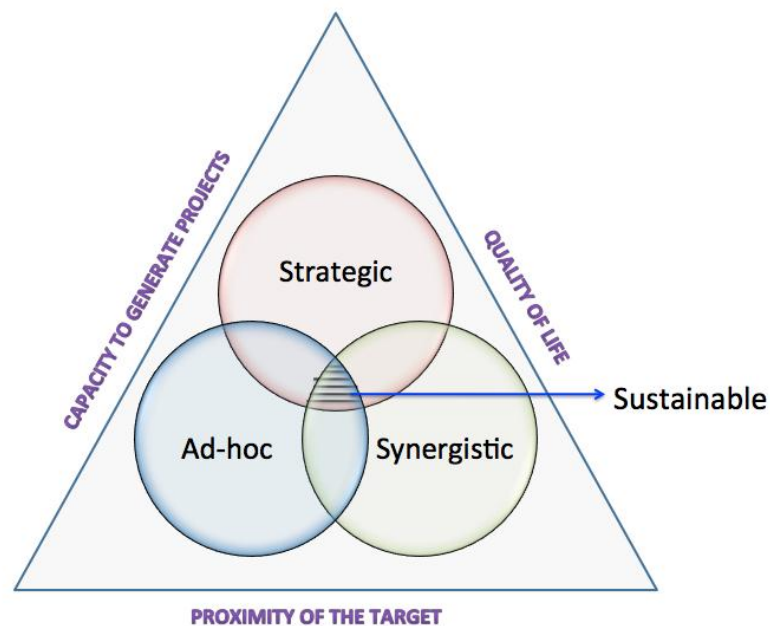 CAPACITY TO GENERATE PROJECTS
QUALITY OF LIFE
Strategic
Sustainable
Ad-hoc
Synergistic
PROXIMITY OF THE TARGET